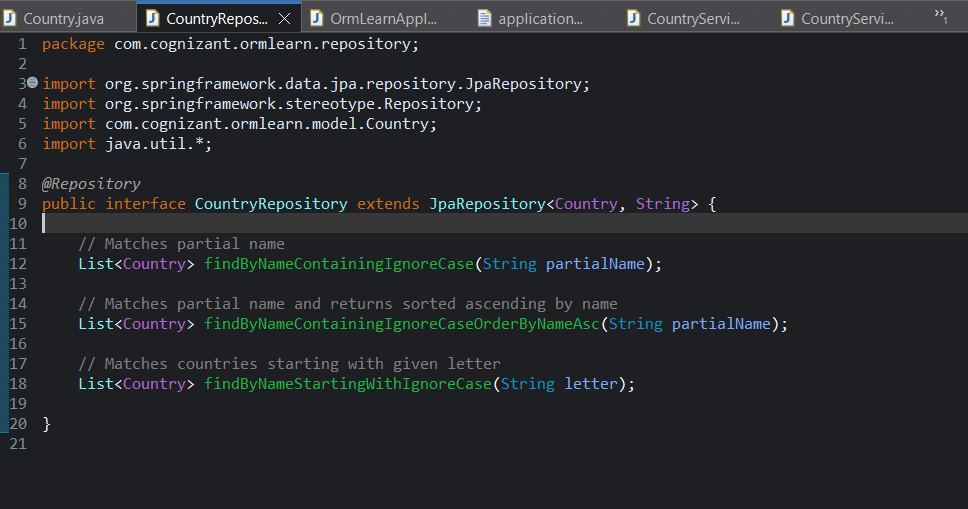 Country.java
CountryRepos...
OrmLearnAppl...
application...
CountryServi...
CountryServi...
»1
1 package com.cognizant.ormlearn.repository;
2
3 import org.springframework.data.jpa.repository.JpaRepository;
4 import org.springframework.stereotype.Repository;
5 import com.cognizant.ormlearn.model.Country;
6 import java.util.*;
7
8 @Repository
9 public interface CountryRepository extends JpaRepository<Country, String> {
10
11 // Matches partial name
12 List<Country> findByNameContainingIgnoreCase(String partialName);
13
14 // Matches partial name and returns sorted ascending by name
15 List<Country> findByNameContainingIgnoreCaseOrderByNameAsc(String partialName);
16
17 // Matches countries starting with given letter
18 List<Country> findByNameStartingWithIgnoreCase(String letter);
19
20 }
21